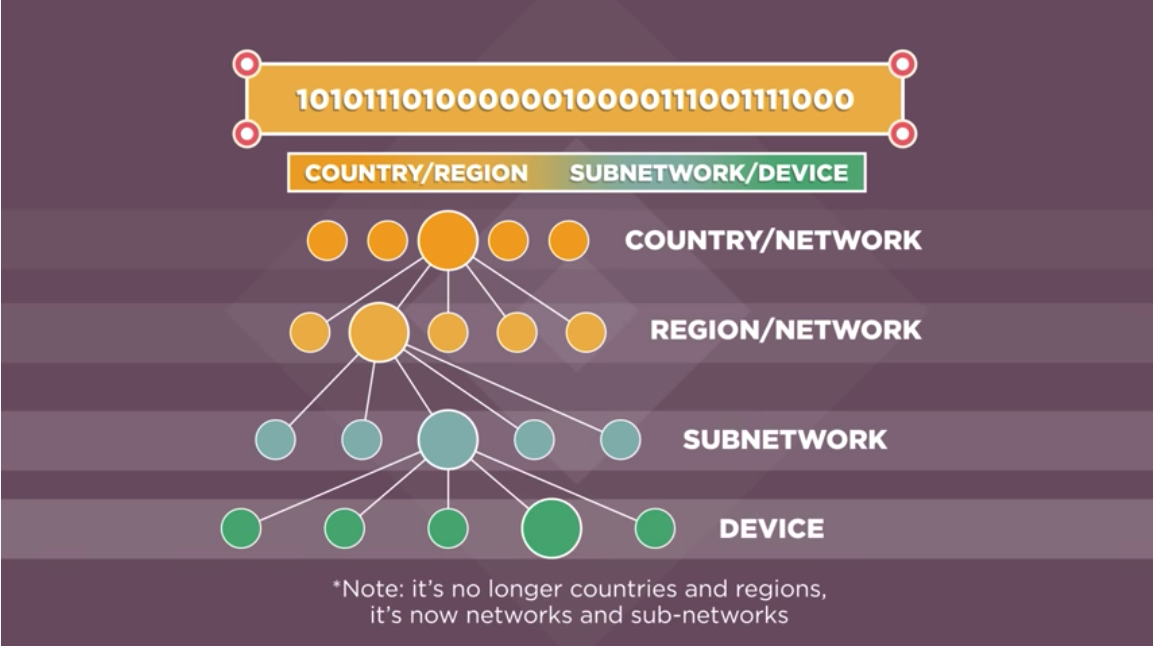 10101110100000010000111001111000
COUNTRY/REGION SUBNETWORK/DEVICE
COUNTRY/NETWORK
REGION/NETWORK
SUBNETWORK
DEVICE
*Note: it's no longer countries and regions,
it's now networks and sub-networks